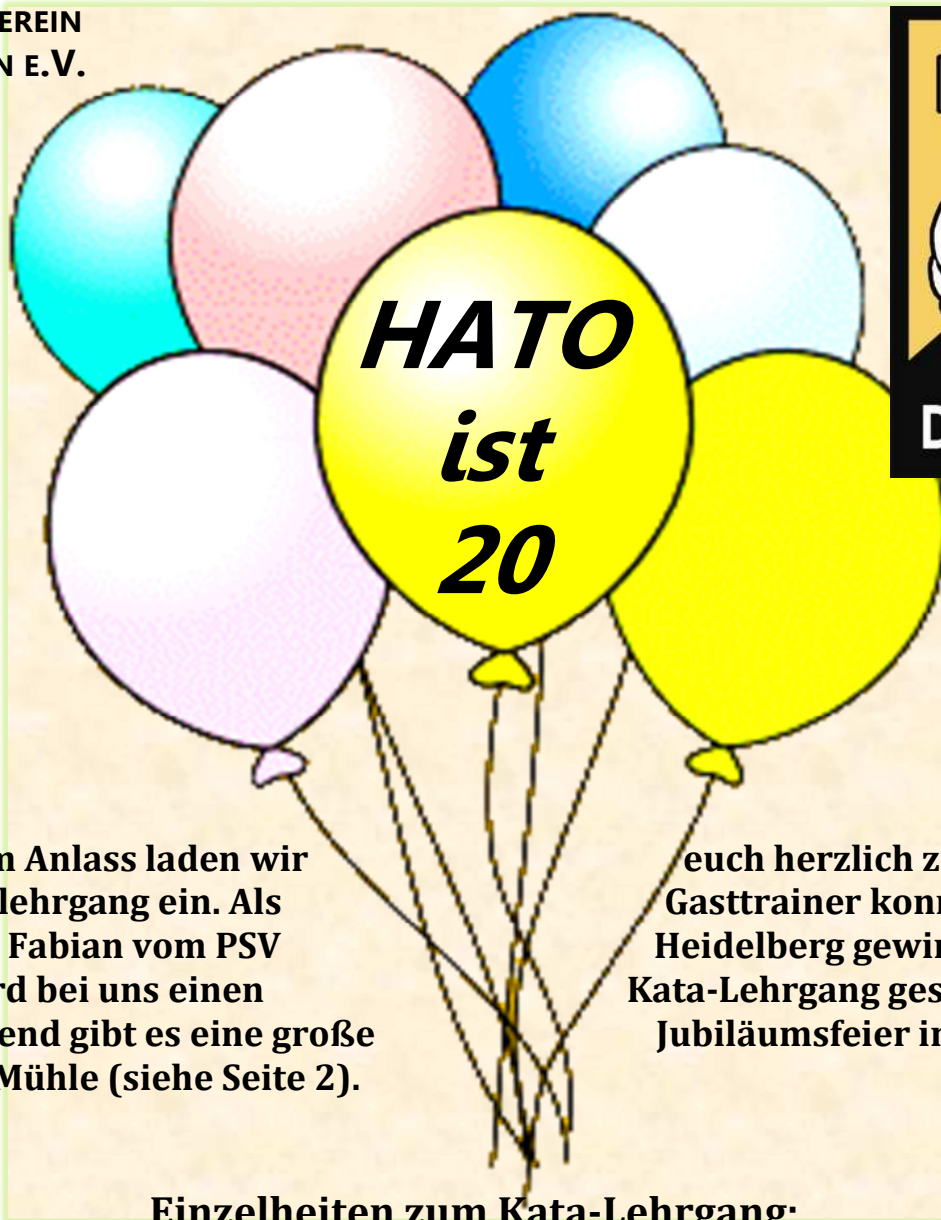 EREIN
N E.V.
HATO
ist
20
D
n Anlass laden wir euch herzlich z
lehrgang ein. Als Gasttrainer kon
Fabian vom PSV Heidelberg gewi
rd bei uns einen Kata-Lehrgang ges
end gibt es eine große Jubiläumsfeier i
Mühle (siehe Seite 2).
Einzelheiten zum Kata-Lehrgang: